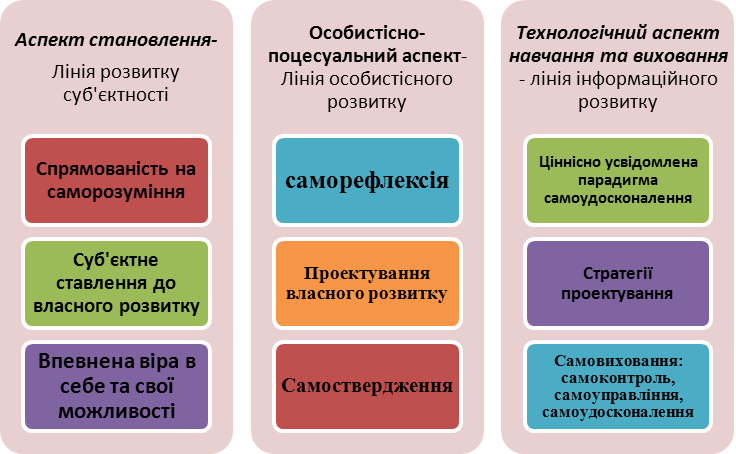 Аспект становлення-
Лінія розвитку
суб'єктності
Спрямованість на
саморозуміння
Суб'єктне
ставлення до
власного розвитку
Впевнена віра в
себе та свої
можливості
Особистісно-
поцесуальний аспект-
Лінія особистісного
розвитку
саморефлексія
Проектування
власного розвитку
Самоствердження
Технологічний аспект
навчання та виховання
- лінія інформаційного
розвитку
Ціннісно усвідомлена
парадигма
самоудосконалення
Стратегії
проектування
Самовиховання:
самоконтроль,
самоуправління,
самоудосконалення